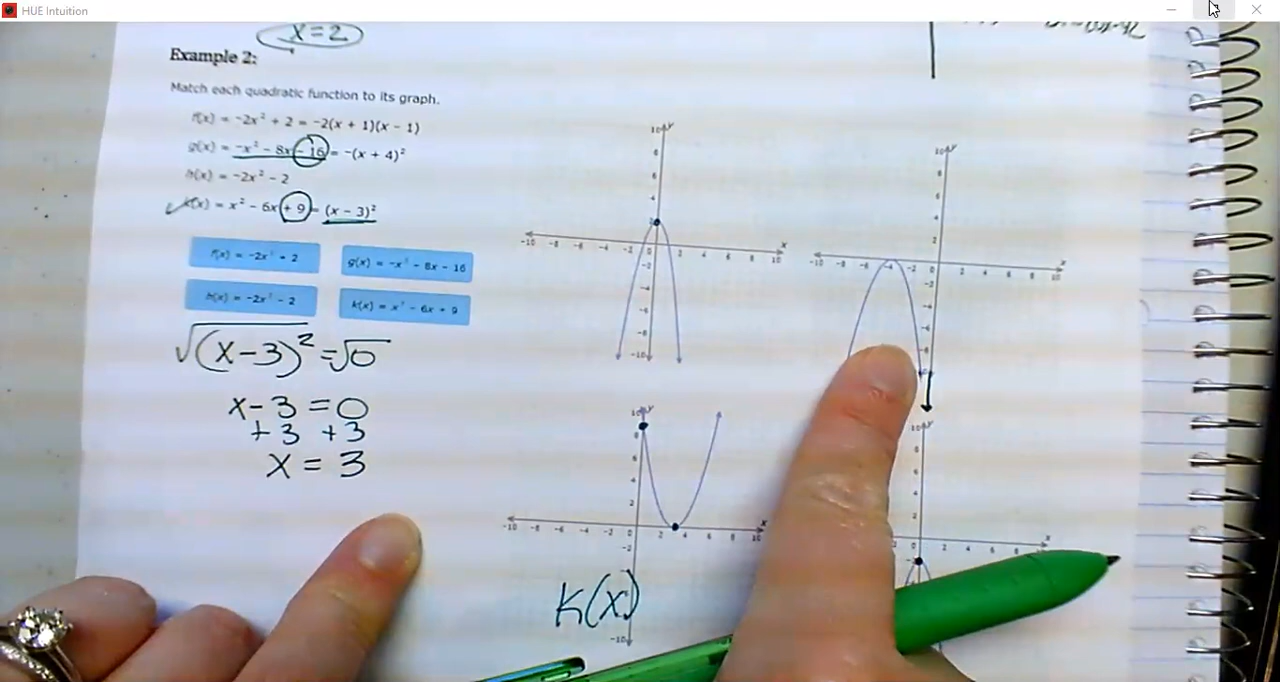 HUE Intuition
x=2
Example 2:
Match each quadratic function to its graph.
f(x) = -2x² + 2 = -2(x + 1)(x - 1)
g(x) = -x² - 8x - 16 = -(x + 4)²
h(x) = -2x² - 2
k(x) = x² - 6x + 9 = (x - 3)²
f(x) = -2x² + 2
g(x) = -x² - 8x - 16
h(x) = -2x² - 2
k(x) = x² - 6x + 9
√(x-3)² = √0
x-3 = 0
+3 +3
x = 3
K(x)